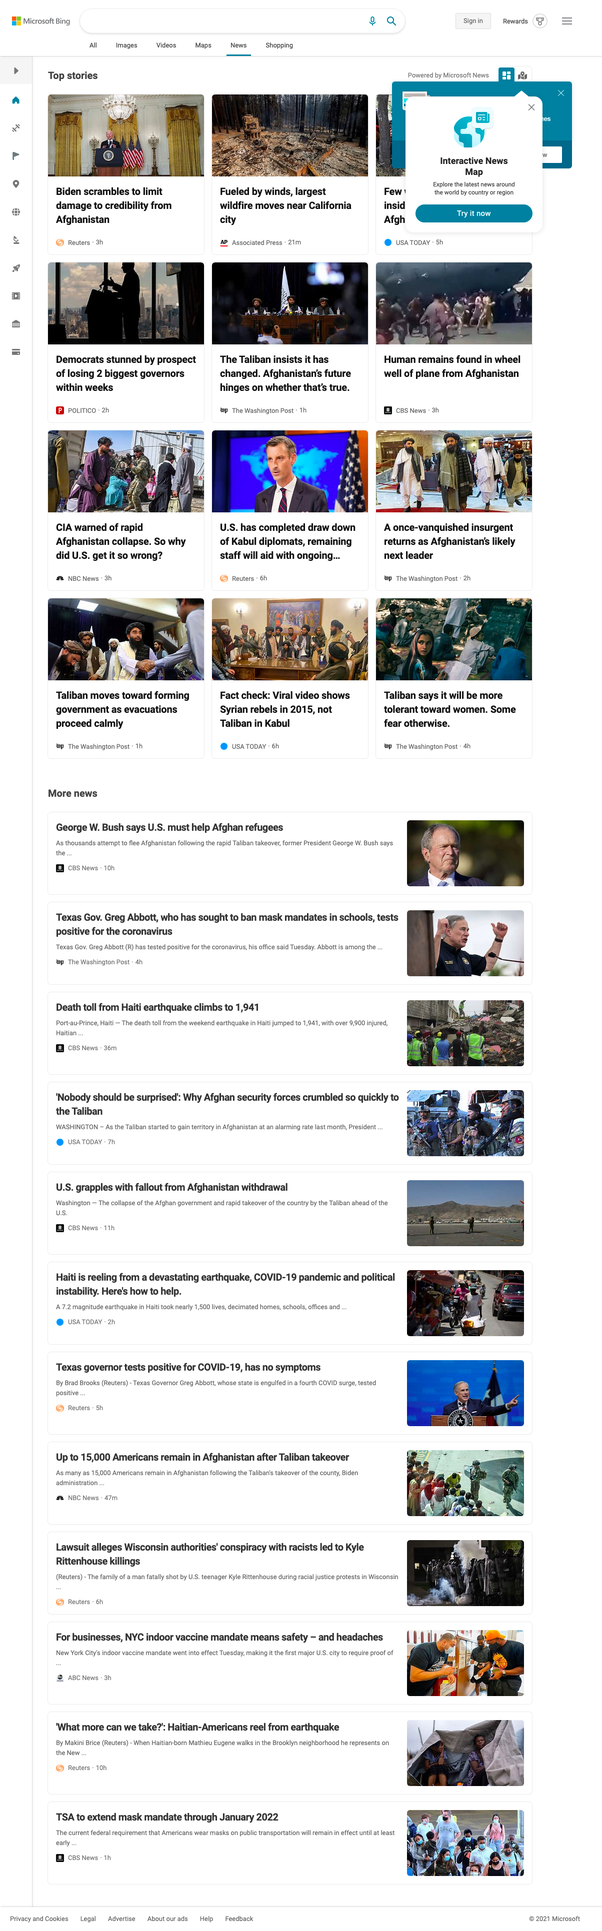 Microsoft Bing
Sign in
Rewards
All
Images
Videos
Maps
News
Shopping
Top stories
Powered by Microsoft News
Interactive News
Map
Explore the latest news around
the world by country or region
Try it now
Biden scrambles to limit
damage to credibility from
Afghanistan
Reuters · 3h
Fueled by winds, largest
wildfire moves near California
city
AP Associated Press · 21m
Few
insid
Afgh
USA TODAY · 5h
Democrats stunned by prospect
of losing 2 biggest governors
within weeks
POLITICO · 2h
The Taliban insists it has
changed. Afghanistan's future
hinges on whether that's true.
wp The Washington Post · 1h
Human remains found in wheel
well of plane from Afghanistan
CBS News · 3h
CIA warned of rapid
Afghanistan collapse. So why
did U.S. get it so wrong?
NBC News · 3h
U.S. has completed draw down
of Kabul diplomats, remaining
staff will aid with ongoing...
Reuters · 6h
A once-vanquished insurgent
returns as Afghanistan's likely
next leader
wp The Washington Post · 2h
Taliban moves toward forming
government as evacuations
proceed calmly
wp The Washington Post · 1h
Fact check: Viral video shows
Syrian rebels in 2015, not
Taliban in Kabul
USA TODAY · 6h
Taliban says it will be more
tolerant toward women. Some
fear otherwise.
wp The Washington Post · 4h
More news
George W. Bush says U.S. must help Afghan refugees
As thousands attempt to flee Afghanistan following the rapid Taliban takeover, former President George W. Bush says
the ...
CBS News · 10h
Texas Gov. Greg Abbott, who has sought to ban mask mandates in schools, tests
positive for the coronavirus
Texas Gov. Greg Abbott (R) has tested positive for the coronavirus, his office said Tuesday. Abbott is among the ...
wp The Washington Post · 4h
Death toll from Haiti earthquake climbs to 1,941
Port-au-Prince, Haiti — The death toll from the weekend earthquake in Haiti jumped to 1,941, with over 9,900 injured,
Haitian ...
CBS News · 36m
'Nobody should be surprised': Why Afghan security forces crumbled so quickly to
the Taliban
WASHINGTON – As the Taliban started to gain territory in Afghanistan at an alarming rate last month, President ...
USA TODAY · 7h
U.S. grapples with fallout from Afghanistan withdrawal
Washington — The collapse of the Afghan government and rapid takeover of the country by the Taliban ahead of the
U.S.
CBS News · 11h
Haiti is reeling from a devastating earthquake, COVID-19 pandemic and political
instability. Here's how to help.
A 7.2 magnitude earthquake in Haiti took nearly 1,500 lives, decimated homes, schools, offices and ...
USA TODAY · 2h
Texas governor tests positive for COVID-19, has no symptoms
By Brad Brooks (Reuters) - Texas Governor Greg Abbott, whose state is engulfed in a fourth COVID surge, tested
positive ...
Reuters · 5h
Up to 15,000 Americans remain in Afghanistan after Taliban takeover
As many as 15,000 Americans remain in Afghanistan following the Taliban's takeover of the county, Biden
administration ...
NBC News · 47m
Lawsuit alleges Wisconsin authorities' conspiracy with racists led to Kyle
Rittenhouse killings
(Reuters) - The family of a man fatally shot by U.S. teenager Kyle Rittenhouse during racial justice protests in Wisconsin
...
Reuters · 6h
For businesses, NYC indoor vaccine mandate means safety – and headaches
New York City's indoor vaccine mandate went into effect Tuesday, making it the first major U.S. city to require proof of
...
ABC News · 3h
'What more can we take?': Haitian-Americans reel from earthquake
By Makini Brice (Reuters) - When Haitian-born Mathieu Eugene walks in the Brooklyn neighborhood he represents on
the New ...
Reuters · 10h
TSA to extend mask mandate through January 2022
The current federal requirement that Americans wear masks on public transportation will remain in effect until at least
early ...
CBS News · 1h
Privacy and Cookies
Legal
Advertise
About our ads
Help
Feedback
© 2021 Microsoft